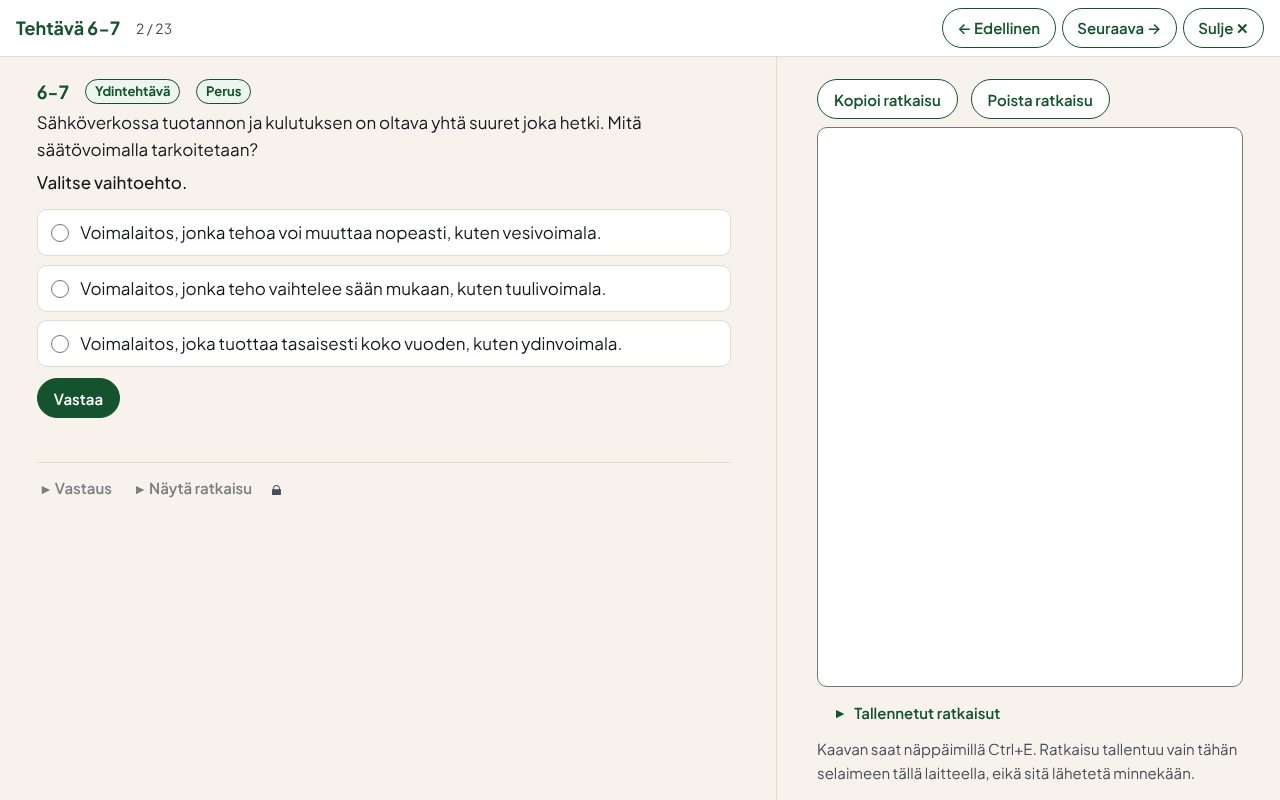 Tehtävä 6–7 2 / 23 ← Edellinen Seuraava → Sulje ✕
6–7 Ydintehtävä Perus
Sähköverkossa tuotannon ja kulutuksen on oltava yhtä suuret joka hetki. Mitä
säätövoimalla tarkoitetaan?
Valitse vaihtoehto.
Voimalaitos, jonka tehoa voi muuttaa nopeasti, kuten vesivoimala.
Voimalaitos, jonka teho vaihtelee sään mukaan, kuten tuulivoimala.
Voimalaitos, joka tuottaa tasaisesti koko vuoden, kuten ydinvoimala.
Vastaa
▸ Vastaus ▸ Näytä ratkaisu
Kopioi ratkaisu Poista ratkaisu
▸ Tallennetut ratkaisut
Kaavan saat näppäimillä Ctrl+E. Ratkaisu tallentuu vain tähän
selaimeen tällä laitteella, eikä sitä lähetetä minnekään.